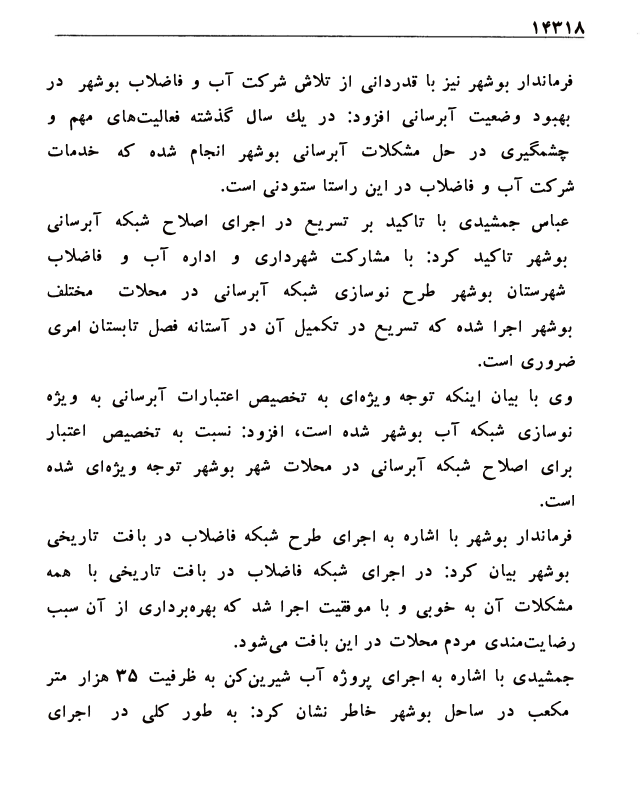 ۱۴۳۱۸
فرماندار بوشهر نیز با قدردانی از تلاش شرکت آب و فاضلاب بوشهر در
بهبود وضعیت آبرسانی افزود: در يك سال گذشته فعالیت‌های مهم و
چشمگیری در حل مشکلات آبرسانی بوشهر انجام شده که خدمات
شرکت آب و فاضلاب در این راستا ستودنی است.
عباس جمشیدی با تاکید بر تسریع در اجرای اصلاح شبکه آبرسانی
بوشهر تاکید کرد: با مشارکت شهرداری و اداره آب و فاضلاب
شهرستان بوشهر طرح نوسازی شبکه آبرسانی در محلات مختلف
بوشهر اجرا شده که تسریع در تکمیل آن در آستانه فصل تابستان امری
ضروری است.
وی با بیان اینکه توجه ویژه‌ای به تخصیص اعتبارات آبرسانی به ویژه
نوسازی شبکه آب بوشهر شده است، افزود: نسبت به تخصیص اعتبار
برای اصلاح شبکه آبرسانی در محلات شهر بوشهر توجه ویژه‌ای شده
است.
فرماندار بوشهر با اشاره به اجرای طرح شبکه فاضلاب در بافت تاریخی
بوشهر بیان کرد: در اجرای شبکه فاضلاب در بافت تاریخی با همه
مشکلات آن به خوبی و با موفقیت اجرا شد که بهره‌برداری از آن سبب
رضایت‌مندی مردم محلات در این بافت می‌شود.
جمشیدی با اشاره به اجرای پروژه آب شیرین‌کن به ظرفیت ۳۵ هزار متر
مکعب در ساحل بوشهر خاطر نشان کرد: به طور کلی در اجرای